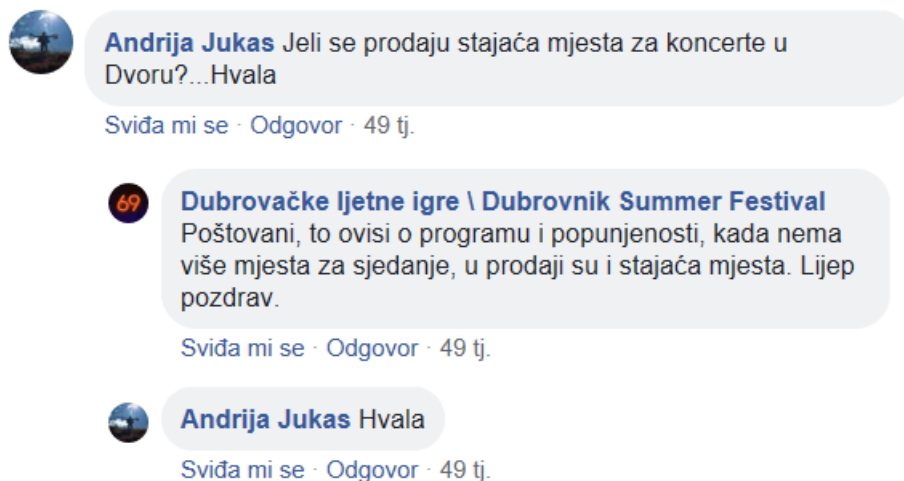 Andrija Jukas Jeli se prodaju stajaća mjesta za koncerte u
Dvoru?...Hvala
Sviđa mi se · Odgovor · 49 tj.
69
Dubrovačke ljetne igre \ Dubrovnik Summer Festival
Poštovani, to ovisi o programu i popunjenosti, kada nema
više mjesta za sjedanje, u prodaji su i stajaća mjesta. Lijep
pozdrav.
Sviđa mi se · Odgovor · 49 tj.
Andrija Jukas Hvala
Sviđa mi se · Odgovor · 49 tj.